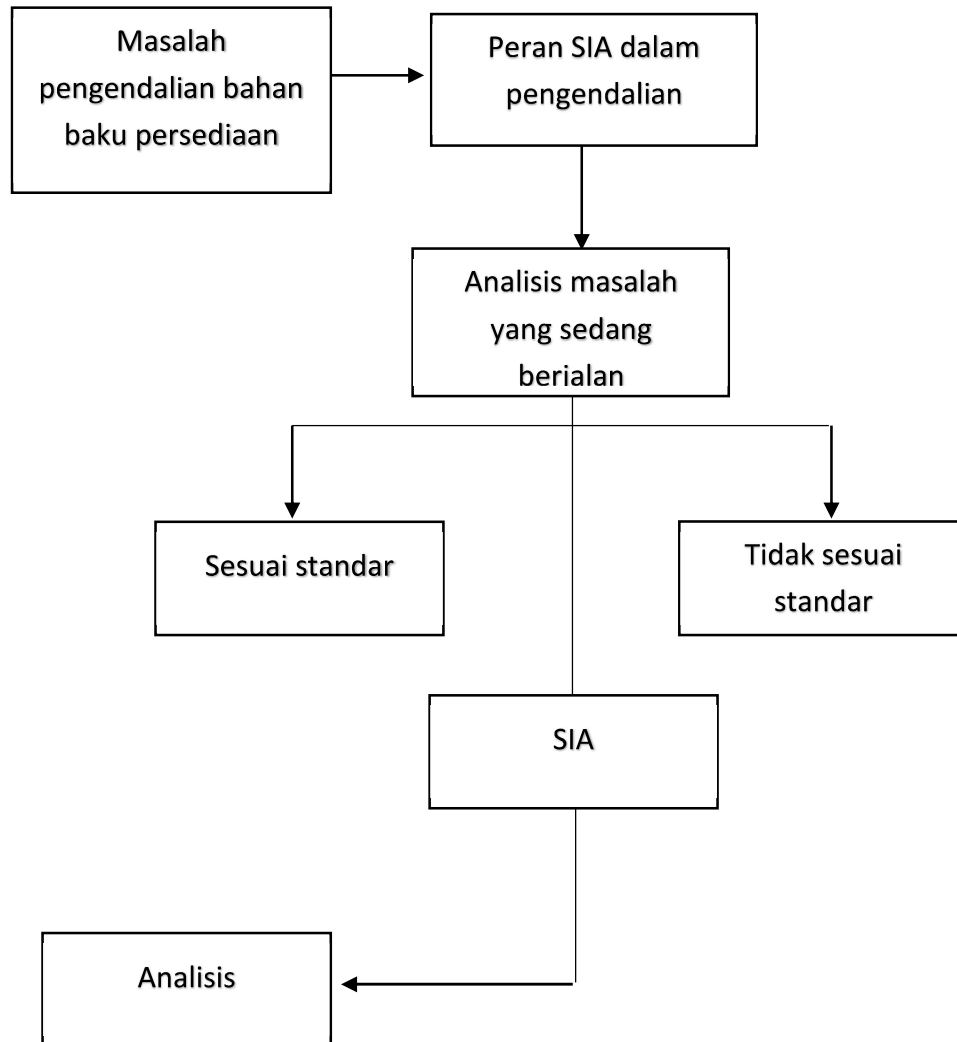 Masalah
pengendalian bahan
baku persediaan
Peran SIA dalam
pengendalian
Analisis masalah
yang sedang
berialan
Sesuai standar
Tidak sesuai
standar
SIA
Analisis